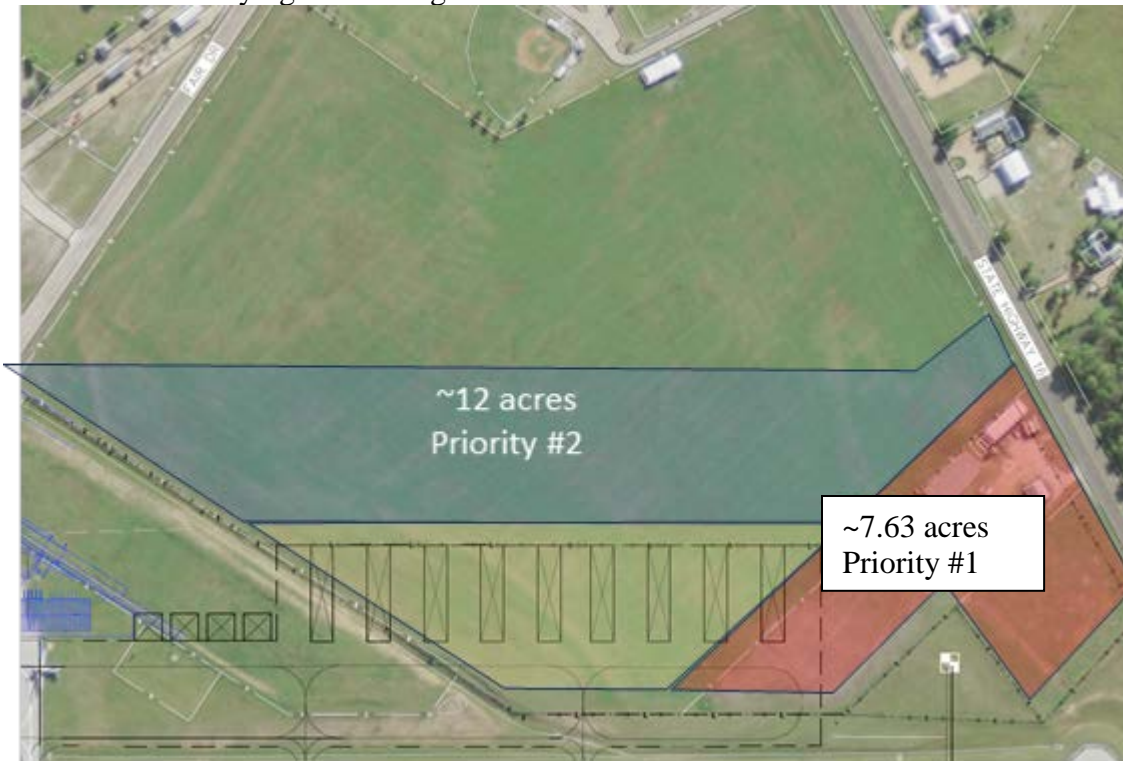 FAIR DR
STATE HIGHWAY 16
~12 acres
Priority #2
~7.63 acres
Priority #1